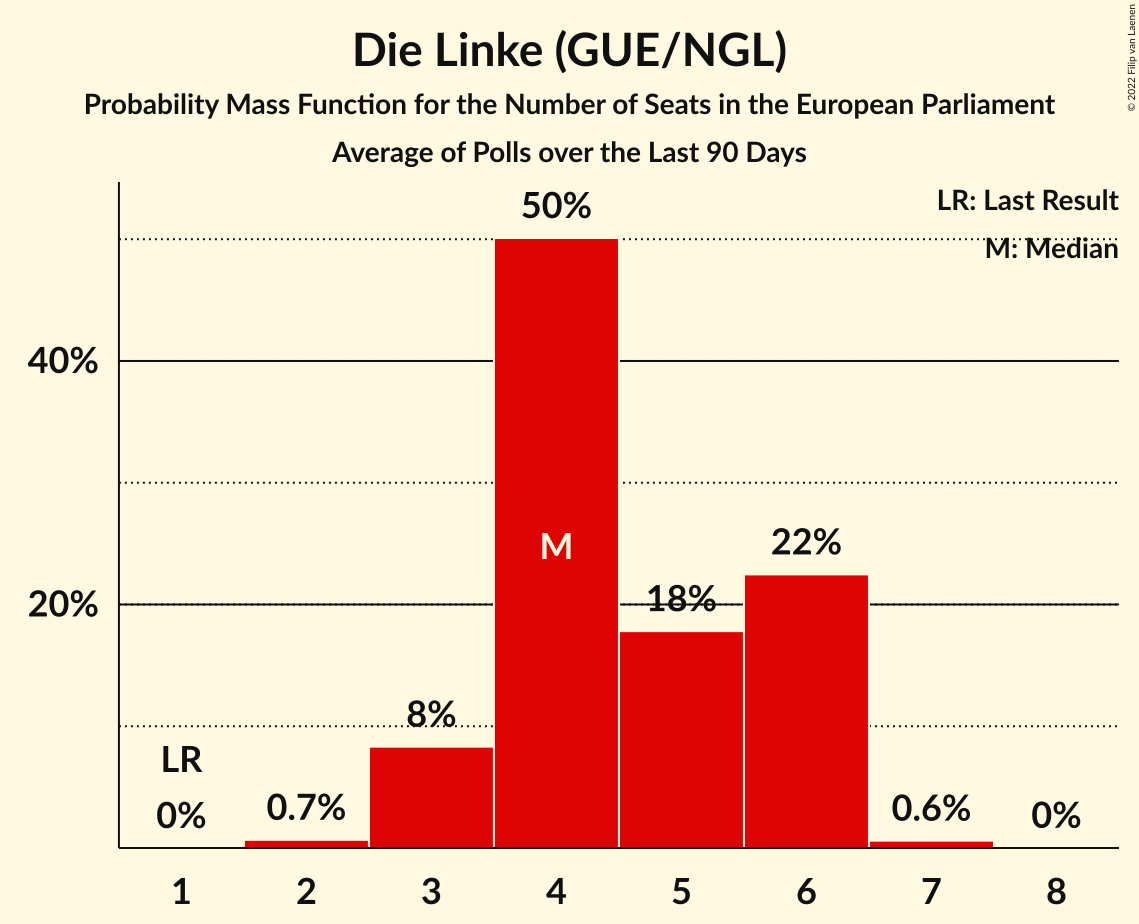 Die Linke (GUE/NGL)
Probability Mass Function for the Number of Seats in the European Parliament
Average of Polls over the Last 90 Days
© 2022 Filip van Laenen
LR: Last Result
M: Median
50%
40%
M
22%
20%
18%
8%
LR
0%
0.7%
0.6%
0%
1 2 3 4 5 6 7 8